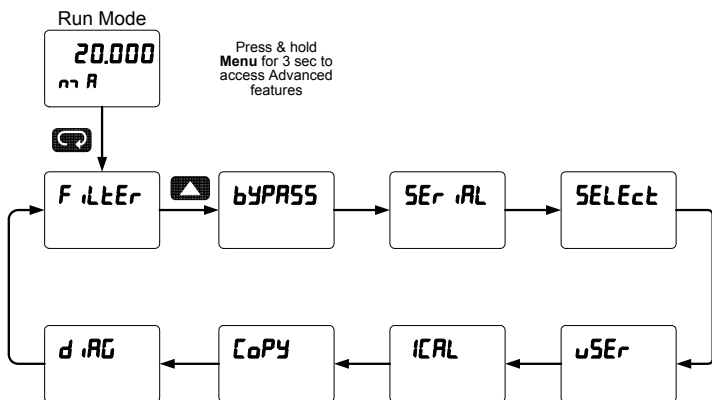 Run Mode
20.000
mA
Press & hold
Menu for 3 sec to
access Advanced
features
FiLtEr
bYPASS
SEriAL
SELEct
diAG
CoPY
ICAL
uSEr